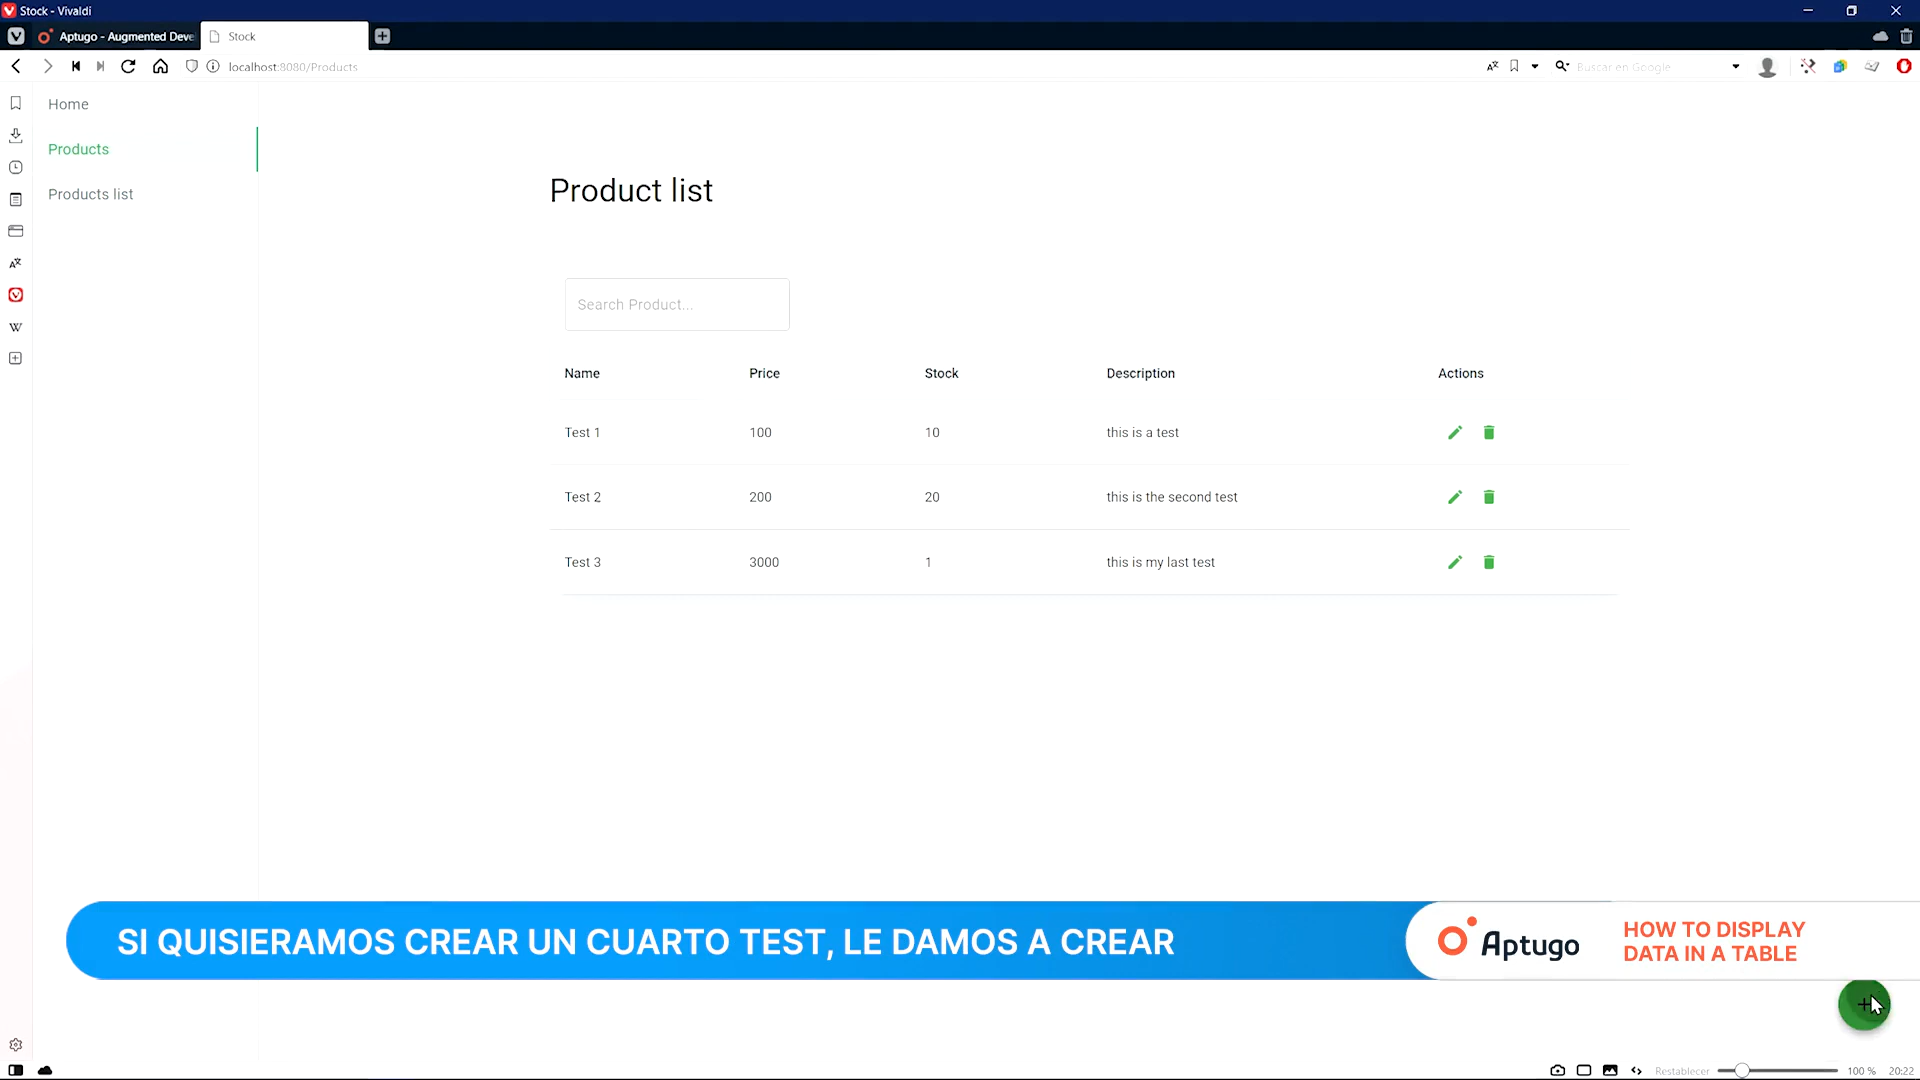 Stock - Vivaldi
Aptugo - Augmented Deve
Stock
localhost:8080/Products
Buscar en Google
Home
Products
Products list
Product list
Search Product...
Name Price Stock Description Actions
Test 1 100 10 this is a test
Test 2 200 20 this is the second test
Test 3 3000 1 this is my last test
SI QUISIERAMOS CREAR UN CUARTO TEST, LE DAMOS A CREAR
Aptugo
HOW TO DISPLAY
DATA IN A TABLE
Restablecer 100 % 20:22